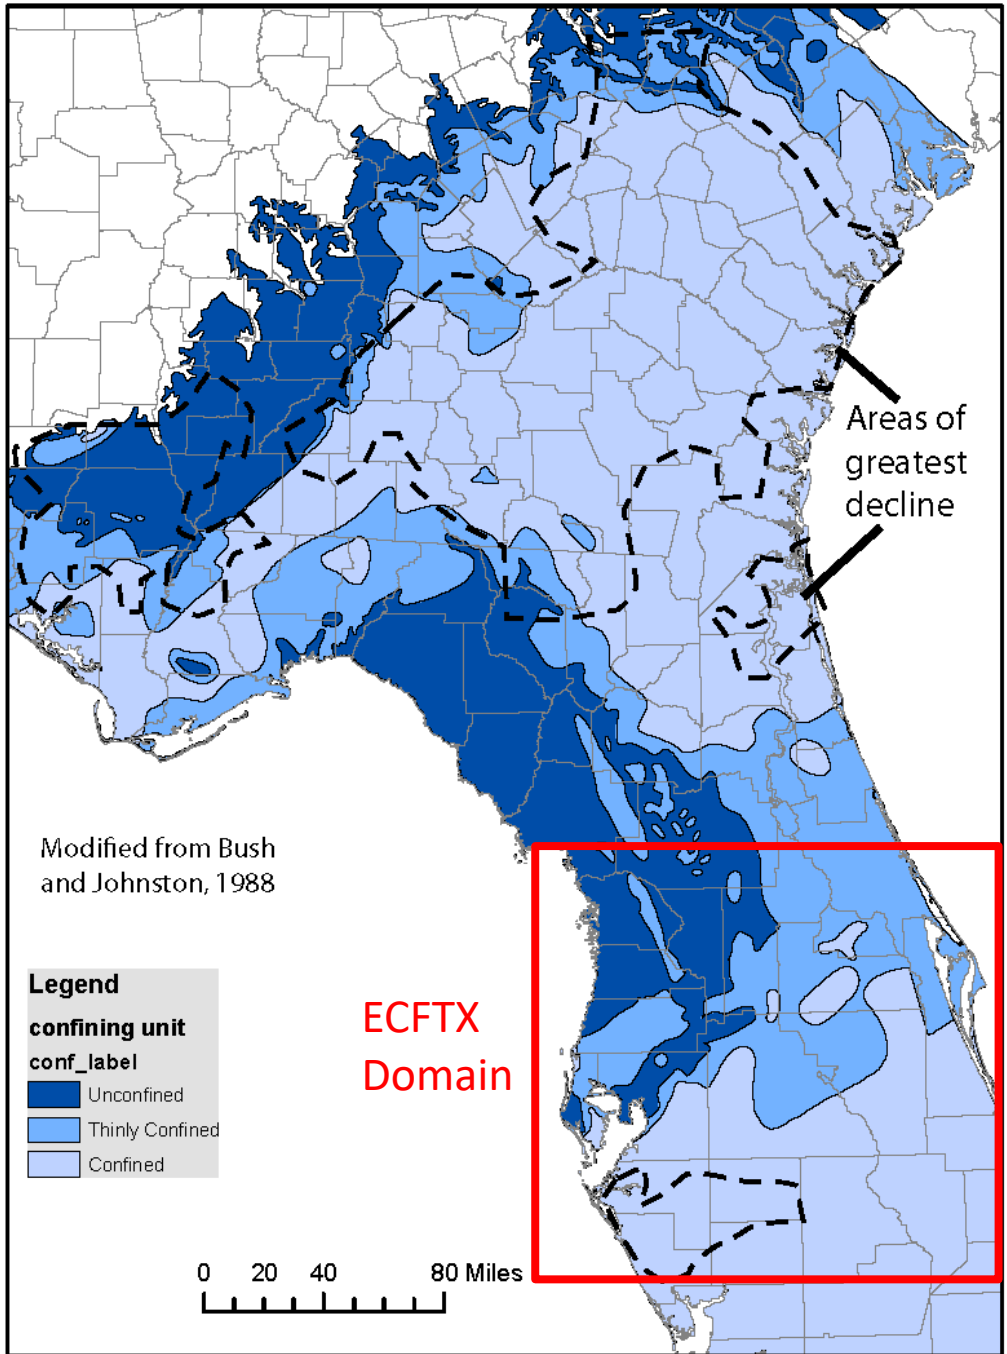 Areas of
greatest
decline
Modified from Bush
and Johnston, 1988
Legend
confining unit
conf_label
Unconfined
Thinly Confined
Confined
ECFTX
Domain
0 20 40 80 Miles